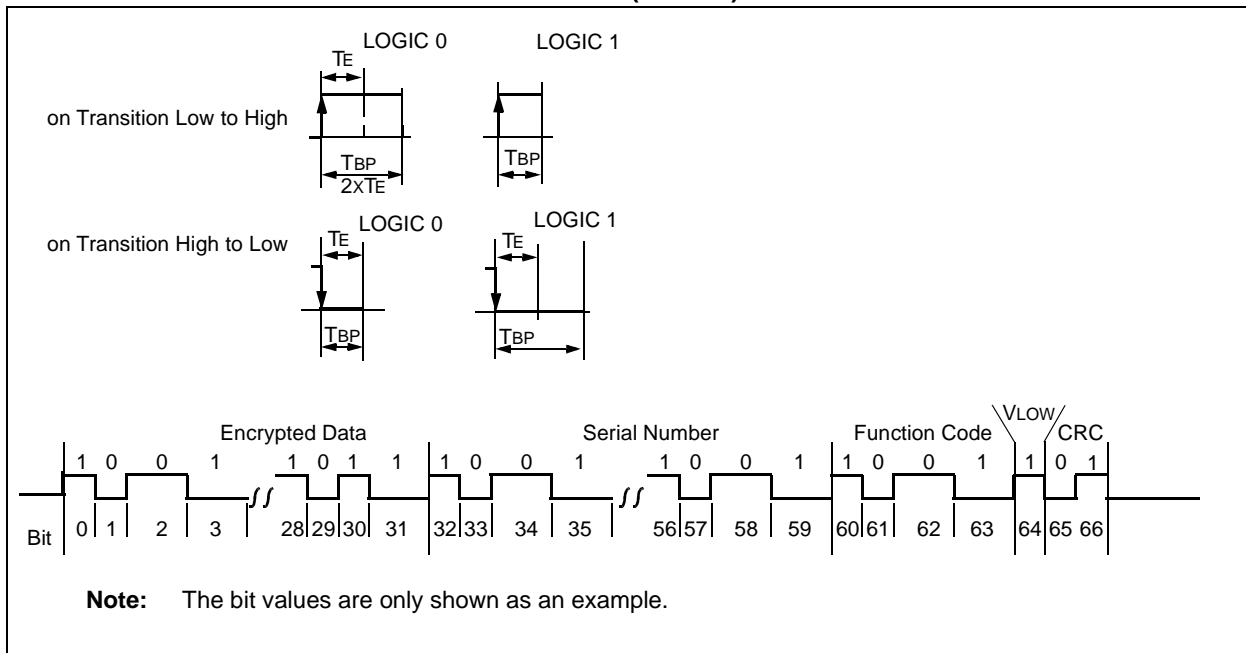 LOGIC 0 LOGIC 1
TE
on Transition Low to High
TBP TBP
2XTE
LOGIC 0 LOGIC 1
on Transition High to Low TE TE
TBP TBP
VLOW
Encrypted Data Serial Number Function Code CRC
1 0 0 1 1 0 1 1 1 0 0 1 1 0 0 1 1 0 0 1 1 0 1
Bit 0 1 2 3 28 29 30 31 32 33 34 35 56 57 58 59 60 61 62 63 64 65 66
Note: The bit values are only shown as an example.